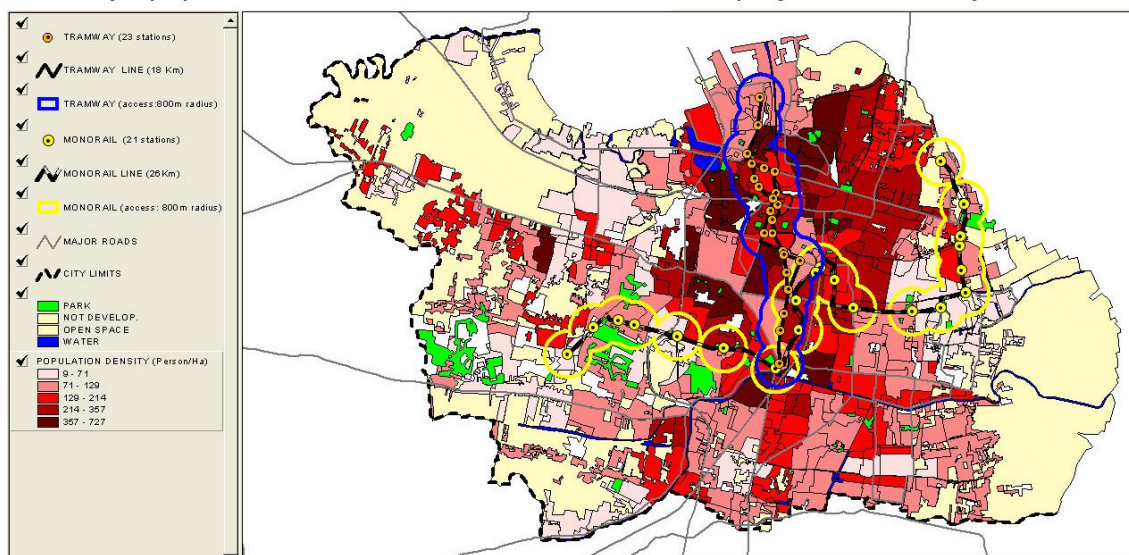 TRAMWAY (23 stations)
TRAMWAY LINE (18 Km)
TRAMWAY (access:800m radius)
MONORAIL (21 stations)
MONORAIL LINE (26Km)
MONORAIL (access: 800m radius)
MAJOR ROADS
CITY LIMITS
PARK
NOT DEVELOP.
OPEN SPACE
WATER
POPULATION DENSITY (Person/Ha)
9 - 71
71 - 129
129 - 214
214 - 357
357 - 727